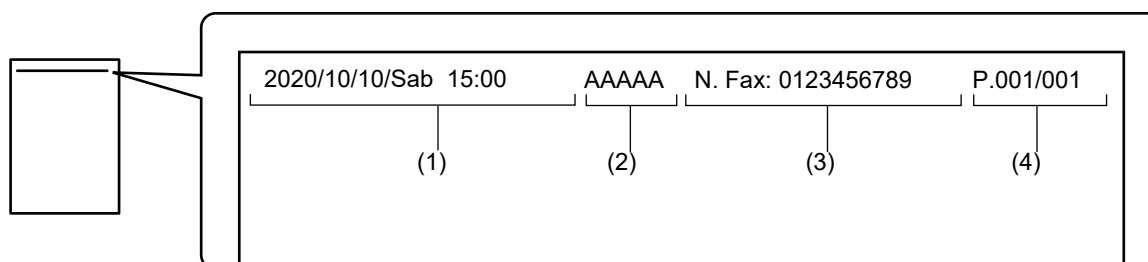 2020/10/10/Sab 15:00 AAAAA N. Fax: 0123456789 P.001/001
(1) (2) (3) (4)